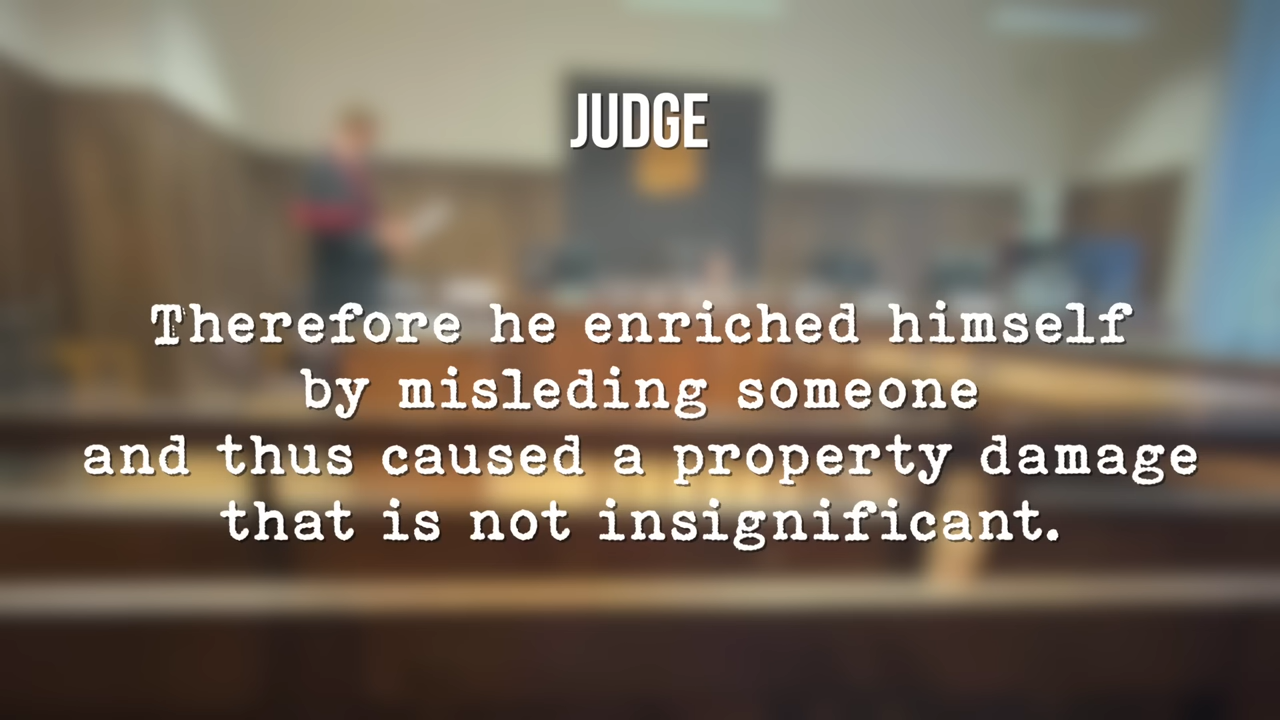 JUDGE
Therefore he enriched himself
by misleding someone
and thus caused a property damage
that is not insignificant.